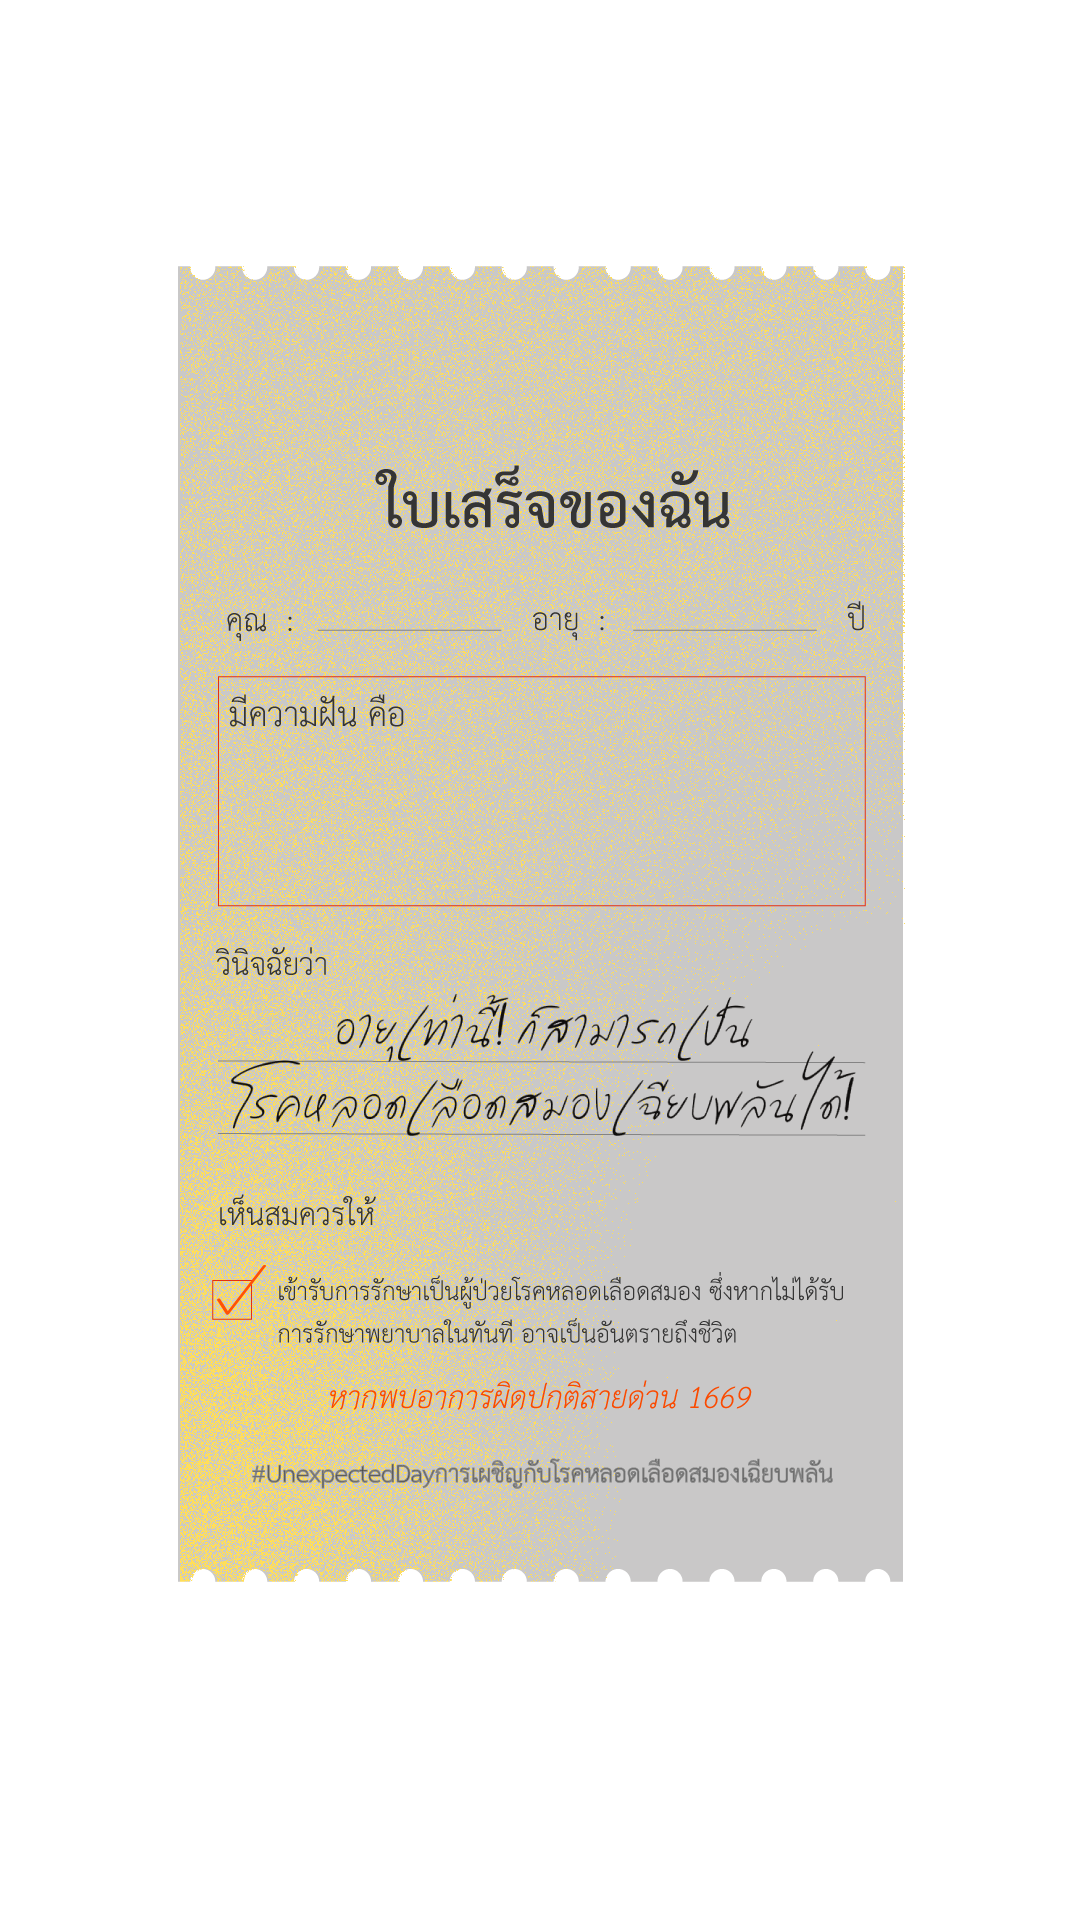 ใบเสร็จของฉัน
คุณ : อายุ : ปี
มีความฝัน คือ
วินิจฉัยว่า
อายุเท่านี้! ก็สามารถเป็น
โรคหลอดเลือดสมองเฉียบพลันได้!
เห็นสมควรให้
เข้ารับการรักษาเป็นผู้ป่วยโรคหลอดเลือดสมอง ซึ่งหากไม่ได้รับ
การรักษาพยาบาลในทันที อาจเป็นอันตรายถึงชีวิต
หากพบอาการผิดปกติสายด่วน 1669
#UnexpectedDayการเผชิญกับโรคหลอดเลือดสมองเฉียบพลัน